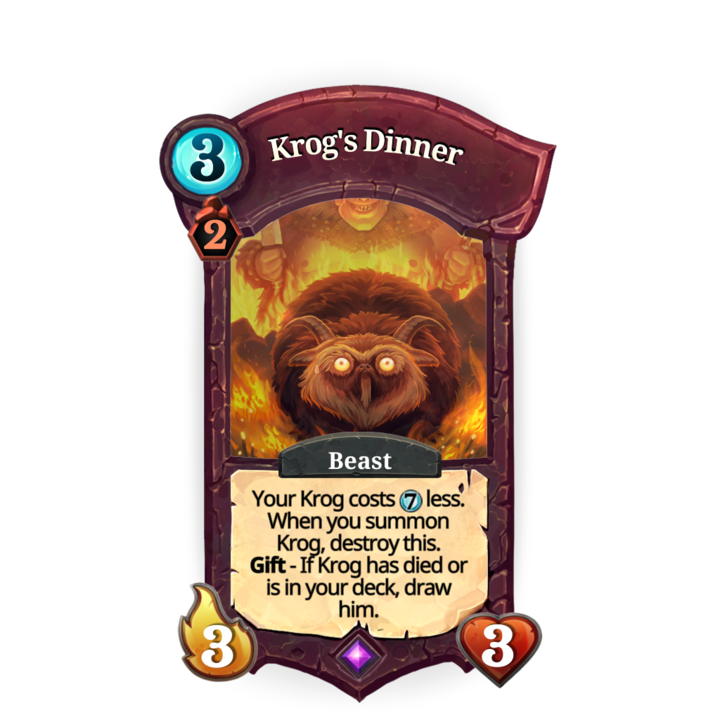 3
Krog's Dinner
2
Beast
Your Krog costs 7 less.
When you summon
Krog, destroy this.
Gift - If Krog has died or
is in your deck, draw
him.
3
3